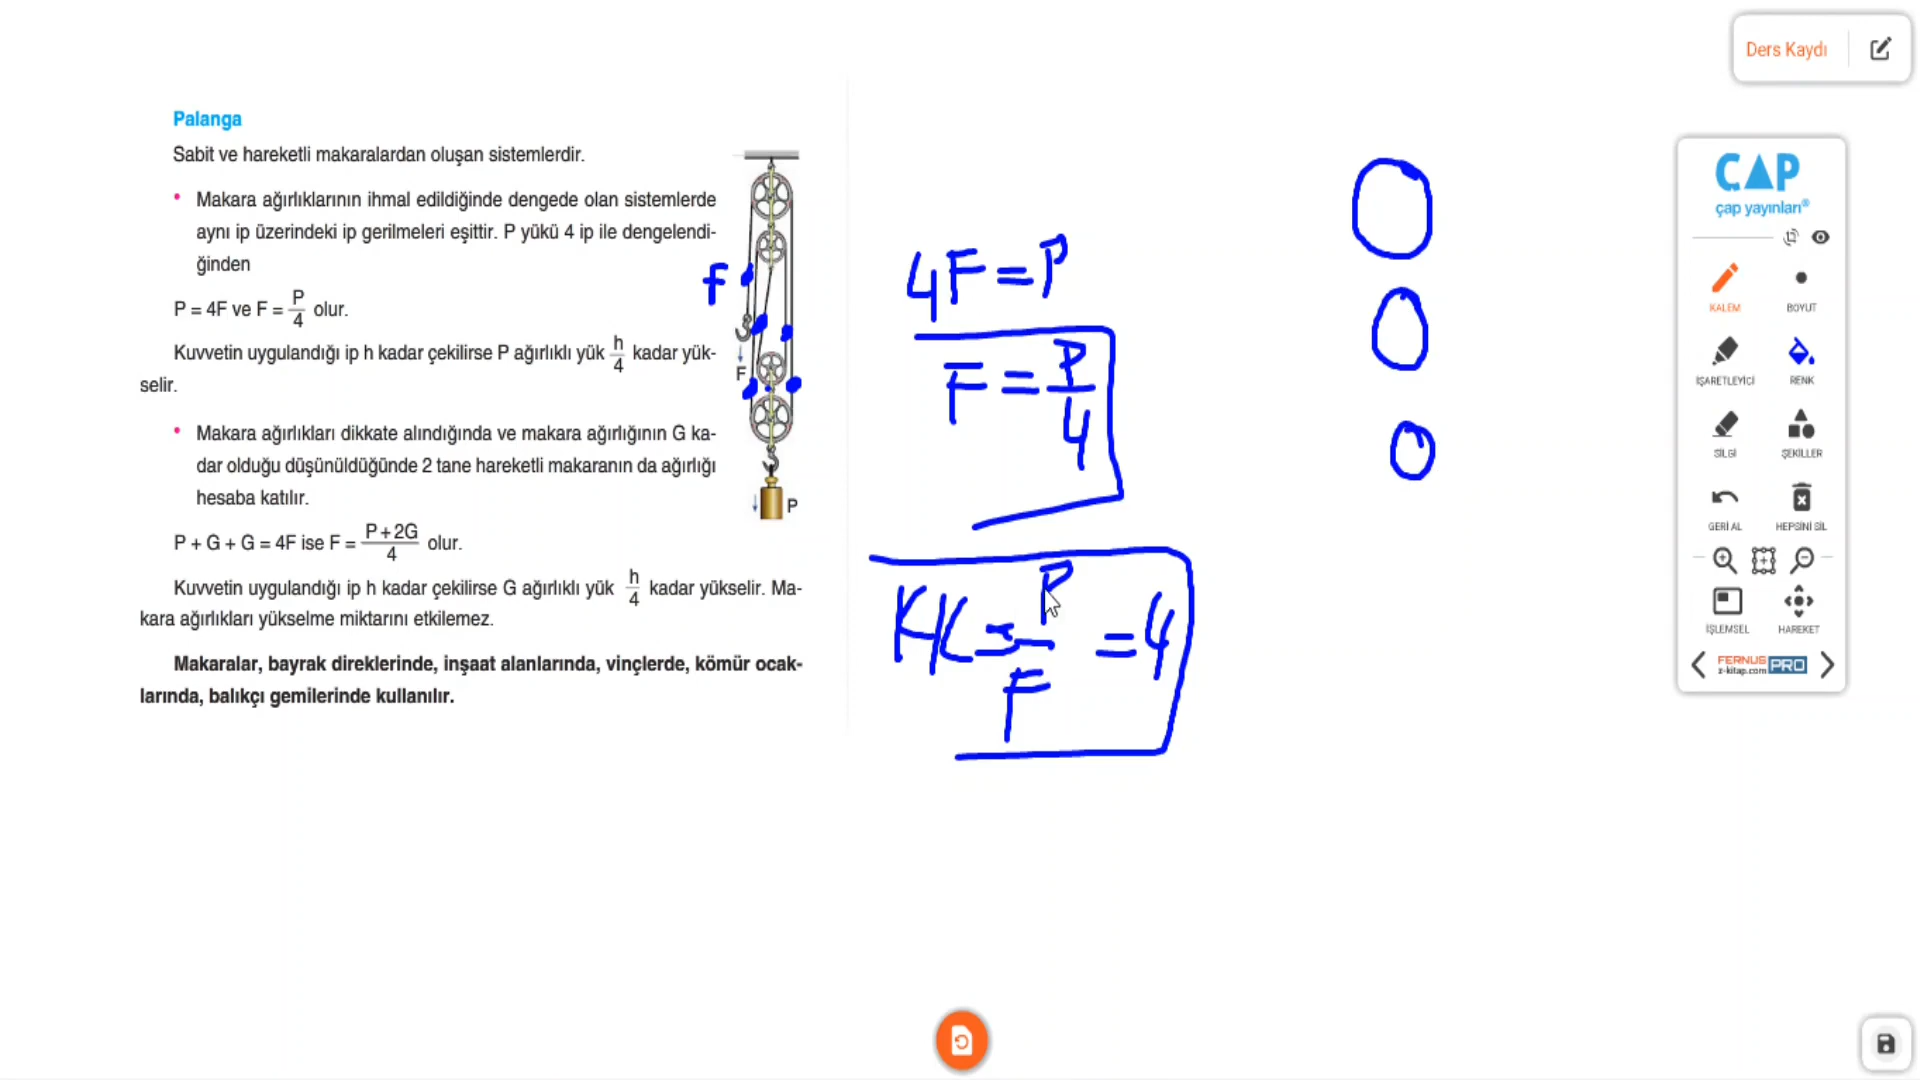 Ders Kaydı
Palanga
Sabit ve hareketli makaralardan oluşan sistemlerdir.
• Makara ağırlıklarının ihmal edildiğinde dengede olan sistemlerde
aynı ip üzerindeki ip gerilmeleri eşittir. P yükü 4 ip ile dengelendi-
ğinden
P = 4F ve F = P/4 olur.
Kuvvetin uygulandığı ip h kadar çekilirse P ağırlıklı yük h/4 kadar yük-
selir.
• Makara ağırlıkları dikkate alındığında ve makara ağırlığının G ka-
dar olduğu düşünüldüğünde 2 tane hareketli makaranın da ağırlığı
hesaba katılır.
P + G + G = 4F ise F = P+2G/4 olur.
Kuvvetin uygulandığı ip h kadar çekilirse G ağırlıklı yük h/4 kadar yükselir. Ma-
kara ağırlıkları yükselme miktarını etkilemez.
Makaralar, bayrak direklerinde, inşaat alanlarında, vinçlerde, kömür ocak-
larında, balıkçı gemilerinde kullanılır.
F
F
P
4F = P
F = P/4
KK = P/F = 4
ÇAP
çap yayınları®
KALEM
BOYUT
İŞARETLEYİCİ
RENK
SİLGİ
ŞEKİLLER
GERİ AL
HEPSİNİ SİL
İŞLEMSEL
HAREKET
FERNUS
z-kitap.com PRO